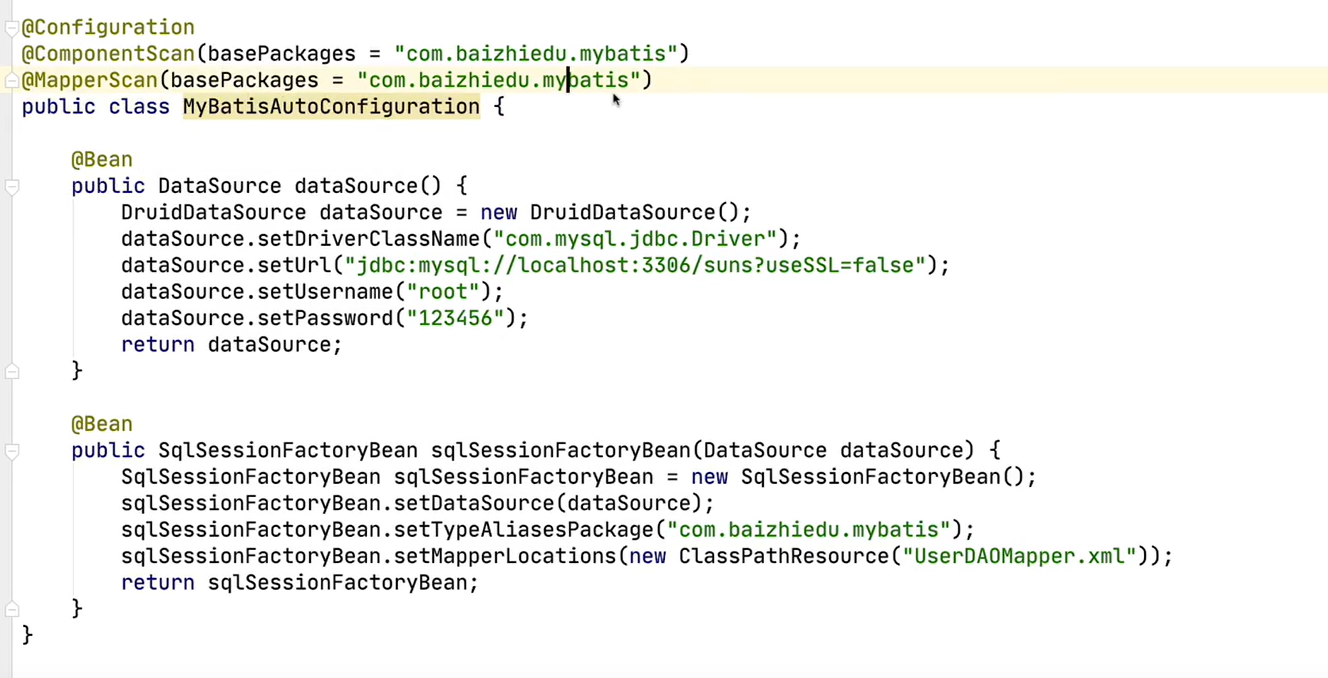 @Configuration
@ComponentScan(basePackages = "com.baizhiedu.mybatis")
@MapperScan(basePackages = "com.baizhiedu.mybatis")
public class MyBatisAutoConfiguration {
@Bean
public DataSource dataSource() {
DruidDataSource dataSource = new DruidDataSource();
dataSource.setDriverClassName("com.mysql.jdbc.Driver");
dataSource.setUrl("jdbc:mysql://localhost:3306/suns?useSSL=false");
dataSource.setUsername("root");
dataSource.setPassword("123456");
return dataSource;
}
@Bean
public SqlSessionFactoryBean sqlSessionFactoryBean(DataSource dataSource) {
SqlSessionFactoryBean sqlSessionFactoryBean = new SqlSessionFactoryBean();
sqlSessionFactoryBean.setDataSource(dataSource);
sqlSessionFactoryBean.setTypeAliasesPackage("com.baizhiedu.mybatis");
sqlSessionFactoryBean.setMapperLocations(new ClassPathResource("UserDAOMapper.xml"));
return sqlSessionFactoryBean;
}
}